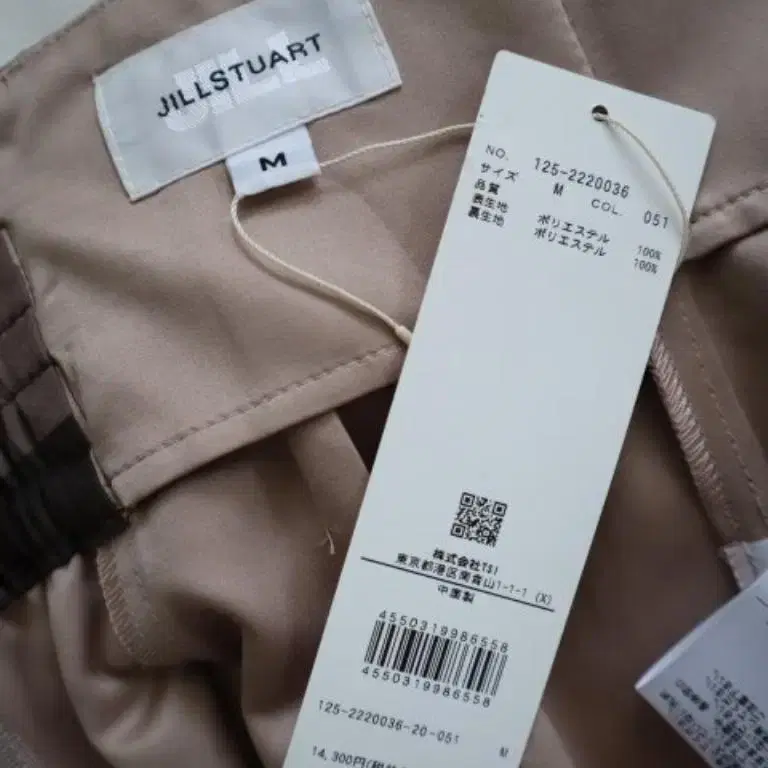 JILLSTUART
JILL
M
NO. 125-2220036
サイズ M COL. 051
品質
表生地 ポリエステル 100%
裏生地 ポリエステル 100%
株式会社TSI
東京都港区南青山1-1-1 (X)
中国製
4550319986558
4550319986558
125-2220036-20-051 M
14,300円(税